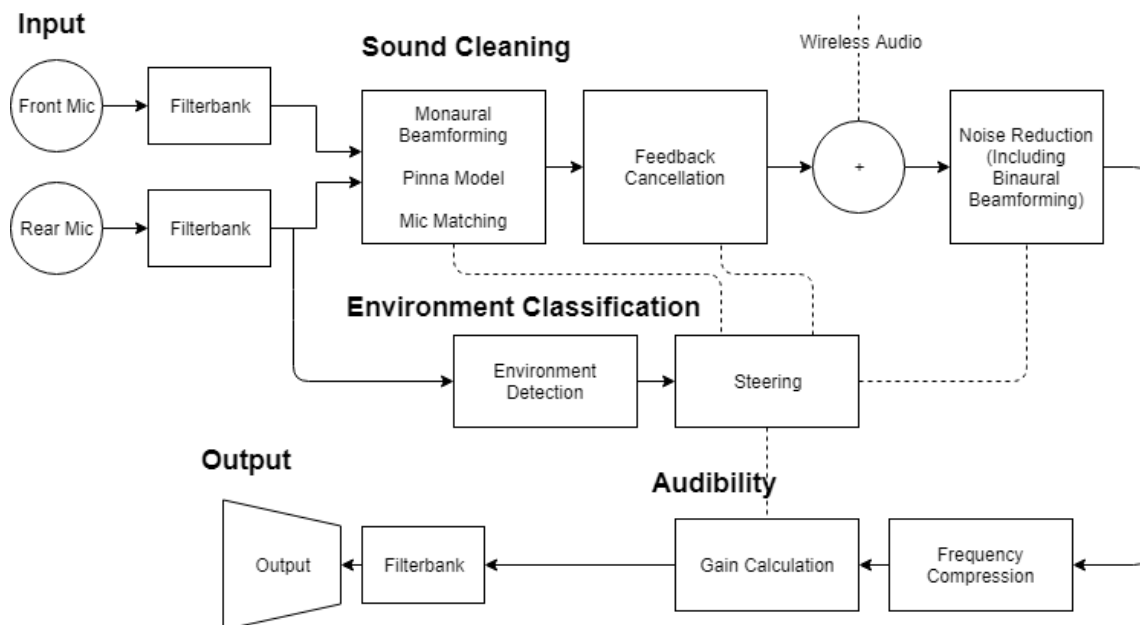 Input
Sound Cleaning
Wireless Audio
Front Mic
Filterbank
Monaural
Beamforming
Pinna Model
Mic Matching
Feedback
Cancellation
+
Noise Reduction
(Including
Binaural
Beamforming)
Rear Mic
Filterbank
Environment Classification
Environment
Detection
Steering
Output
Audibility
Output
Filterbank
Gain Calculation
Frequency
Compression